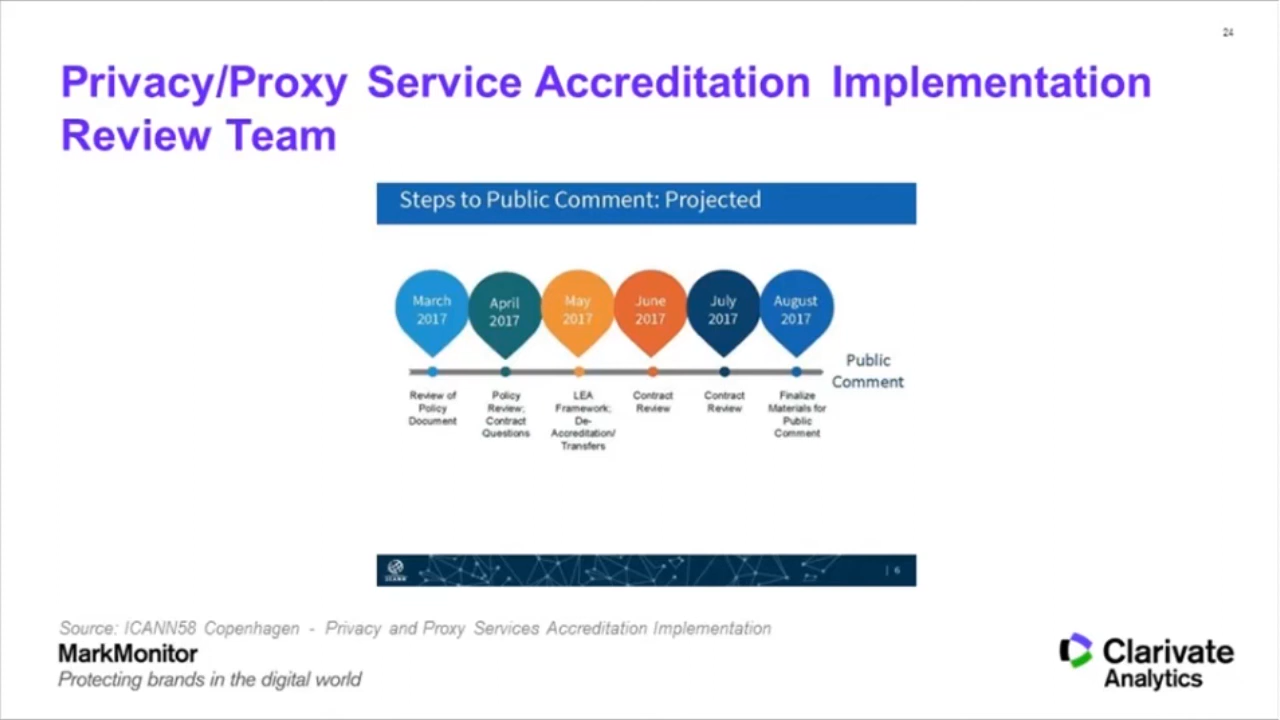 24
Privacy/Proxy Service Accreditation Implementation
Review Team
Steps to Public Comment: Projected
March
2017
April
2017
May
2017
June
2017
July
2017
August
2017
Public
Comment
Review of
Policy
Document
Policy
Review;
Contract
Questions
LEA
Framework;
De-
Accreditation/
Transfers
Contract
Review
Contract
Review
Finalize
Materials for
Public
Comment
ICANN
| 6
Source: ICANN58 Copenhagen - Privacy and Proxy Services Accreditation Implementation
MarkMonitor
Protecting brands in the digital world
Clarivate
Analytics